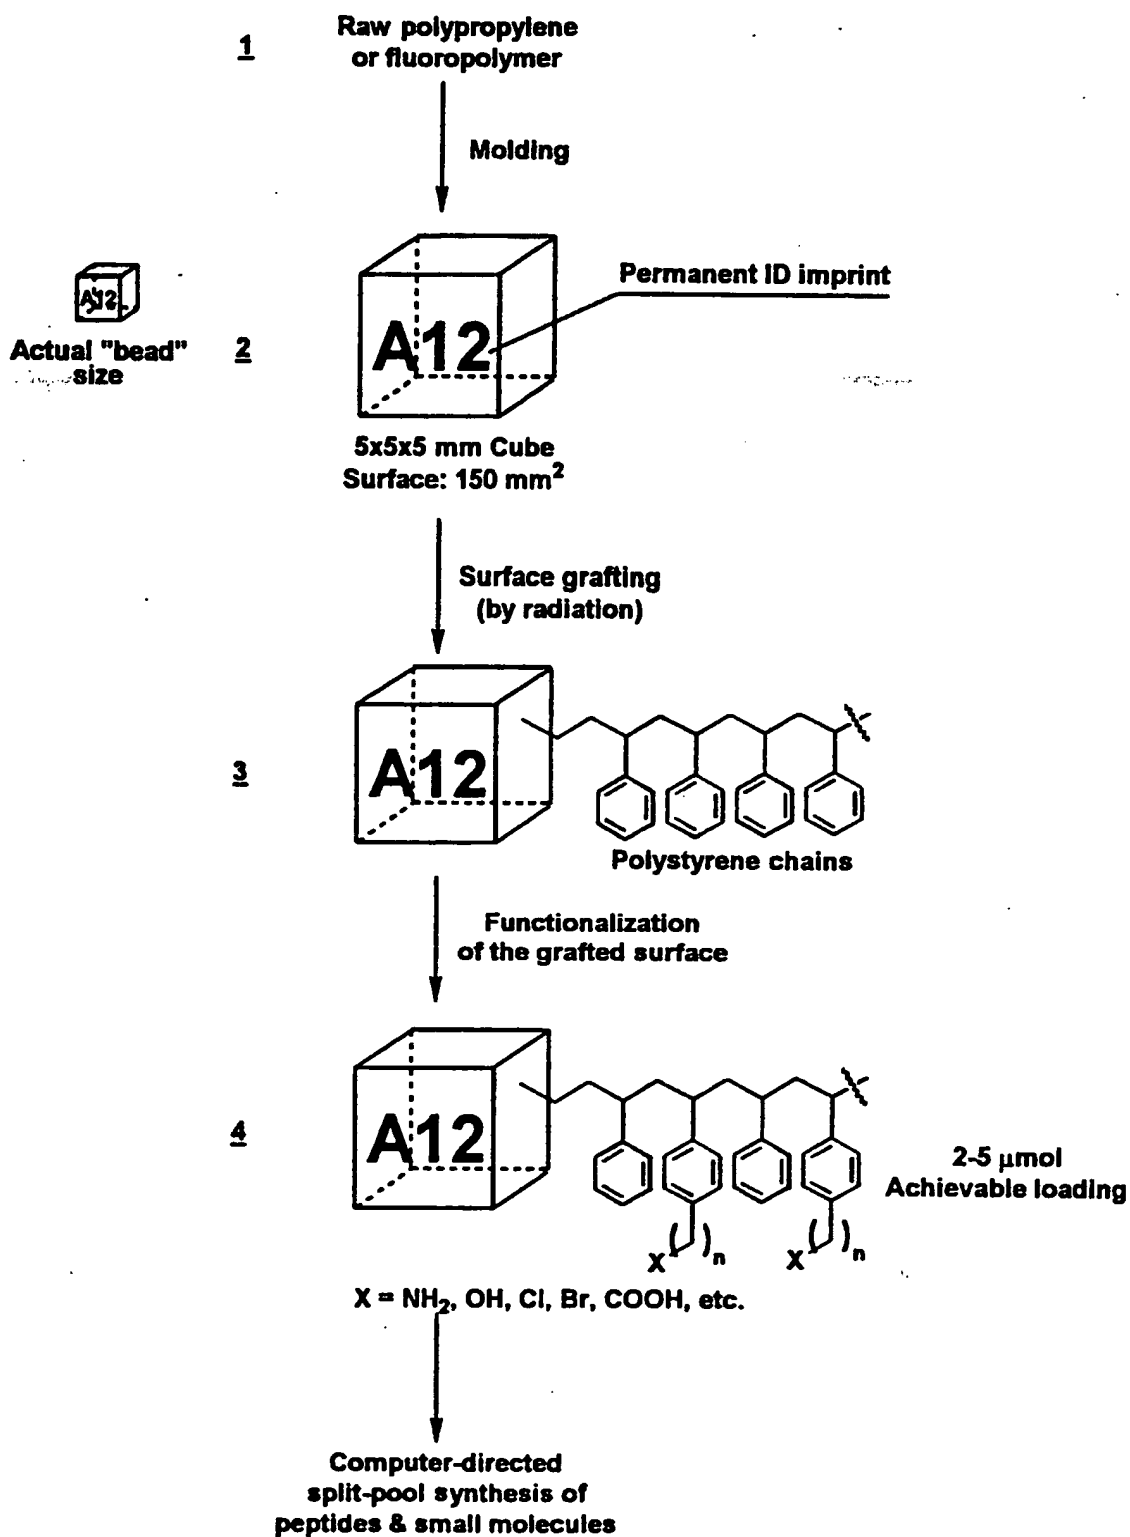 1
Raw polypropylene
or fluoropolymer
Molding
A12
Actual "bead"
size
2
A12
Permanent ID imprint
5x5x5 mm Cube
Surface: 150 mm²
Surface grafting
(by radiation)
3
A12
Polystyrene chains
Functionalization
of the grafted surface
4
A12
X ( )n
X ( )n
2-5 μmol
Achievable loading
X = NH₂, OH, Cl, Br, COOH, etc.
Computer-directed
split-pool synthesis of
peptides & small molecules